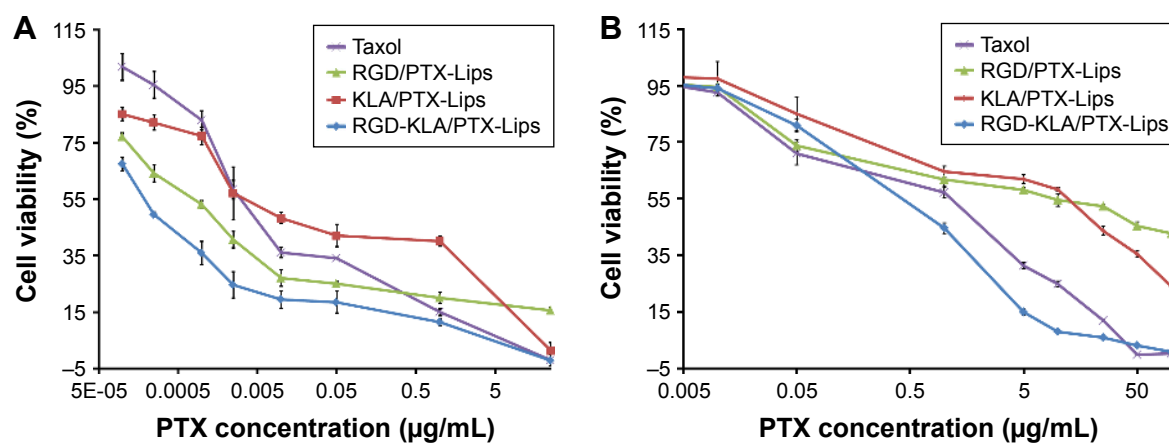 A
115
95
75
55
35
15
–5
5E-05
0.0005
0.005
0.05
0.5
5
Cell viability (%)
PTX concentration (µg/mL)
Taxol
RGD/PTX-Lips
KLA/PTX-Lips
RGD-KLA/PTX-Lips
B
115
95
75
55
35
15
–5
0.005
0.05
0.5
5
50
Cell viability (%)
PTX concentration (µg/mL)
Taxol
RGD/PTX-Lips
KLA/PTX-Lips
RGD-KLA/PTX-Lips